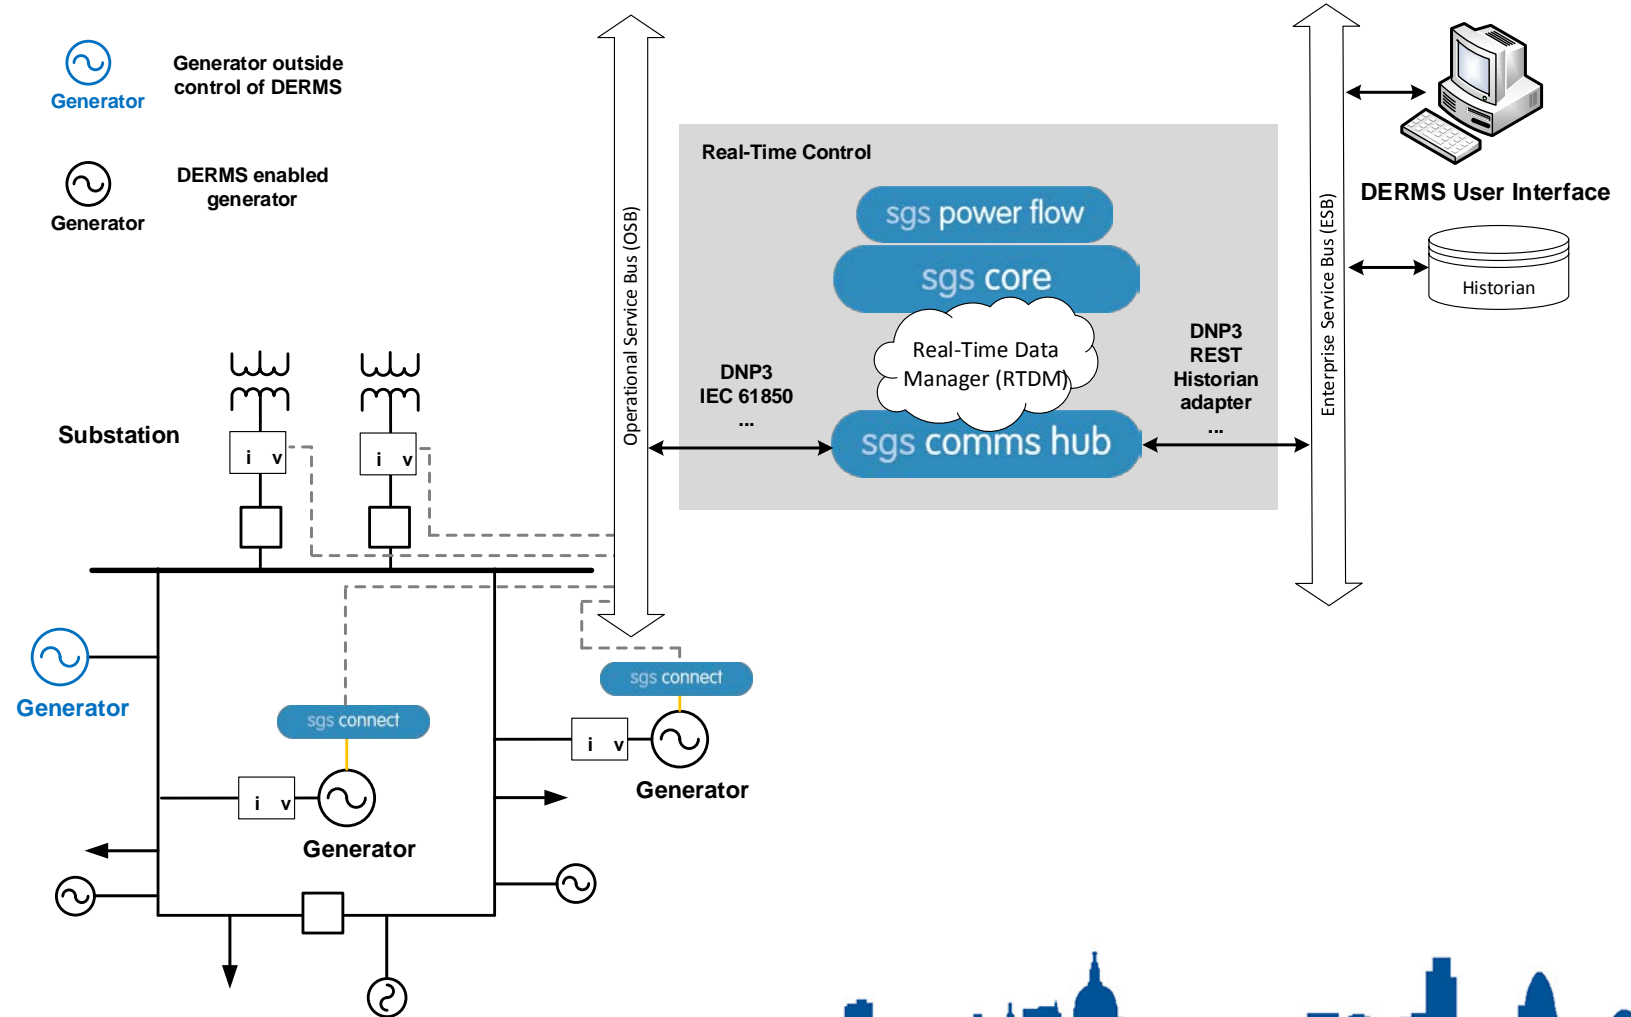 Generator
Generator outside
control of DERMS
Generator
DERMS enabled
generator
Operational Service Bus (OSB)
Real-Time Control
sgs power flow
sgs core
Real-Time Data
Manager (RTDM)
sgs comms hub
DNP3
IEC 61850
...
DNP3
REST
Historian
adapter
...
Enterprise Service Bus (ESB)
DERMS User Interface
Historian
Substation
i v
i v
Generator
sgs connect
i v
Generator
sgs connect
i v
Generator